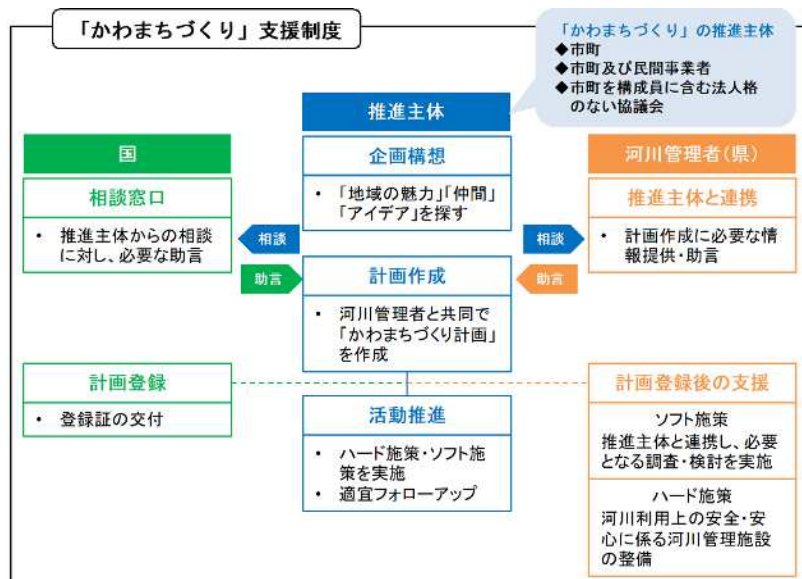 「かわまちづくり」支援制度
「かわまちづくり」の推進主体
◆市町
◆市町及び民間事業者
◆市町を構成員に含む法人格
のない協議会
推進主体
企画構想
・ 「地域の魅力」「仲間」
「アイデア」を探す
国
相談窓口
・ 推進主体からの相談
に対し、必要な助言
河川管理者(県)
推進主体と連携
・ 計画作成に必要な情
報提供・助言
相談
相談
助言
助言
計画作成
・ 河川管理者と共同で
「かわまちづくり計画」
を作成
計画登録
・ 登録証の交付
活動推進
・ ハード施策・ソフト施
策を実施
・ 適宜フォローアップ
計画登録後の支援
ソフト施策
推進主体と連携し、必要
となる調査・検討を実施
ハード施策
河川利用上の安全・安
心に係る河川管理施設
の整備